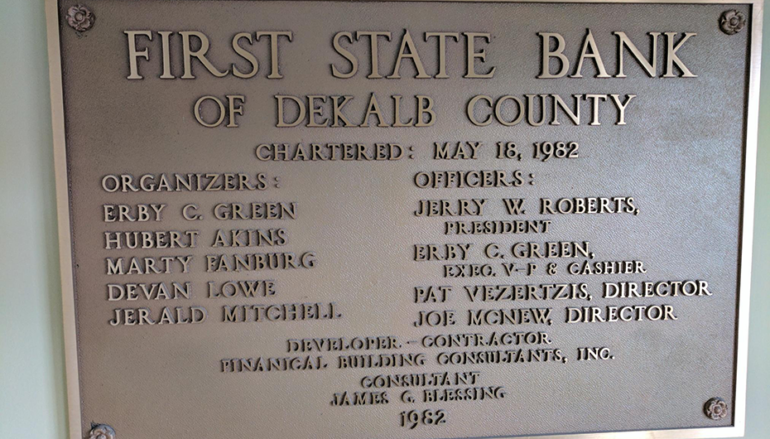 FIRST STATE BANK
OF DEKALB COUNTY
CHARTERED: MAY 18, 1982
ORGANIZERS:
ERBY C. GREEN
HUBERT AKINS
MARTY FANBURG
DEVAN LOWE
JERALD MITCHELL
OFFICERS:
JERRY W. ROBERTS,
PRESIDENT
ERBY C. GREEN,
EXEC. V-P & CASHIER
PAT VEZERTZIS, DIRECTOR
JOE MCNEW, DIRECTOR
DEVELOPER - CONTRACTOR
FINANICAL BUILDING CONSULTANTS, INC.
CONSULTANT
JAMES G. BLESSING
1982